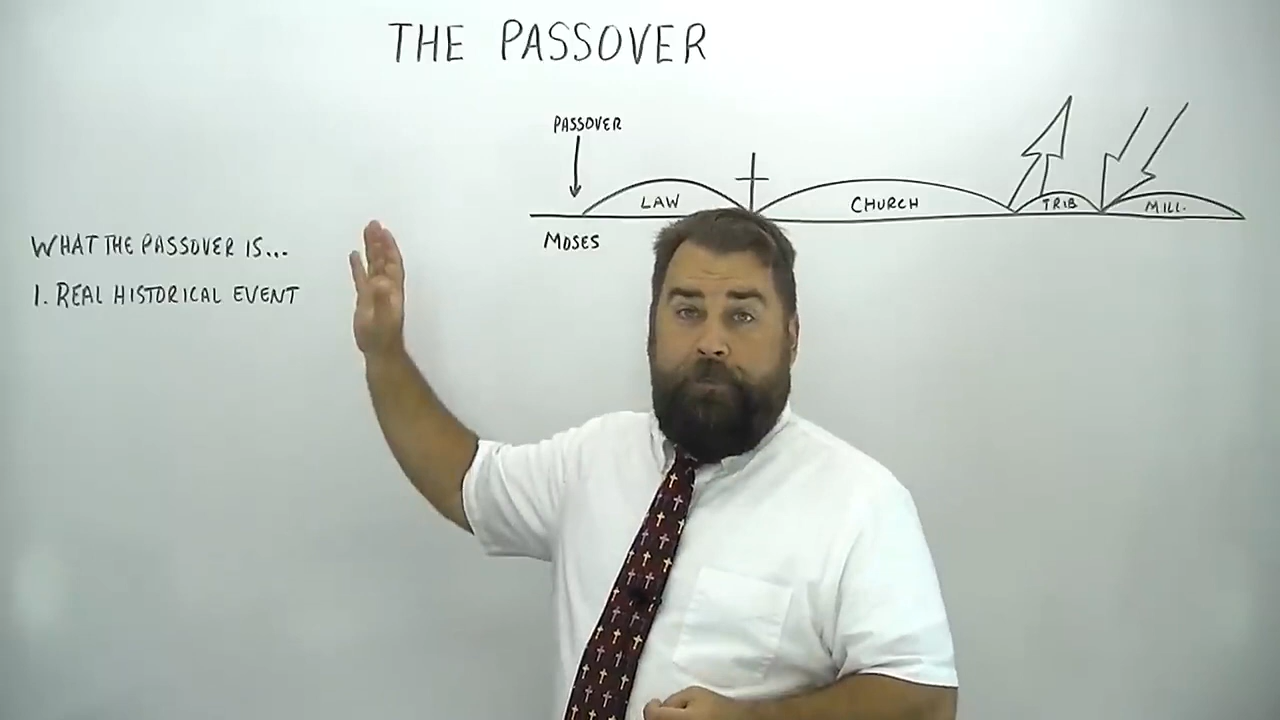 THE PASSOVER
PASSOVER
LAW
CHURCH
TRIB
MILL.
MOSES
WHAT THE PASSOVER IS...
1. REAL HISTORICAL EVENT